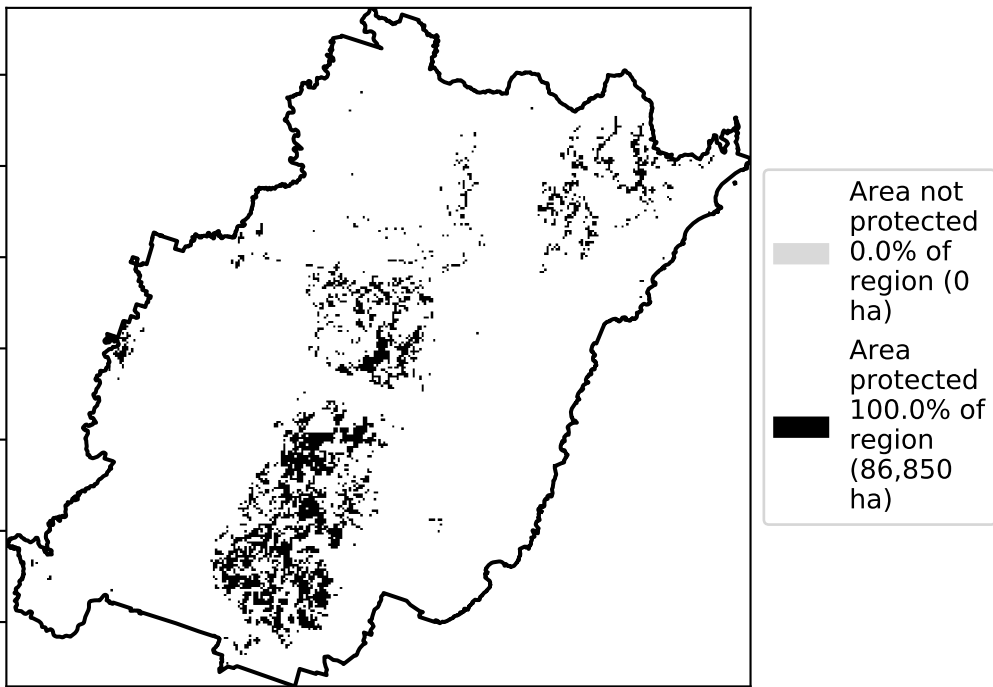 Area not
protected
0.0% of
region (0
ha)
Area
protected
100.0% of
region
(86,850
ha)